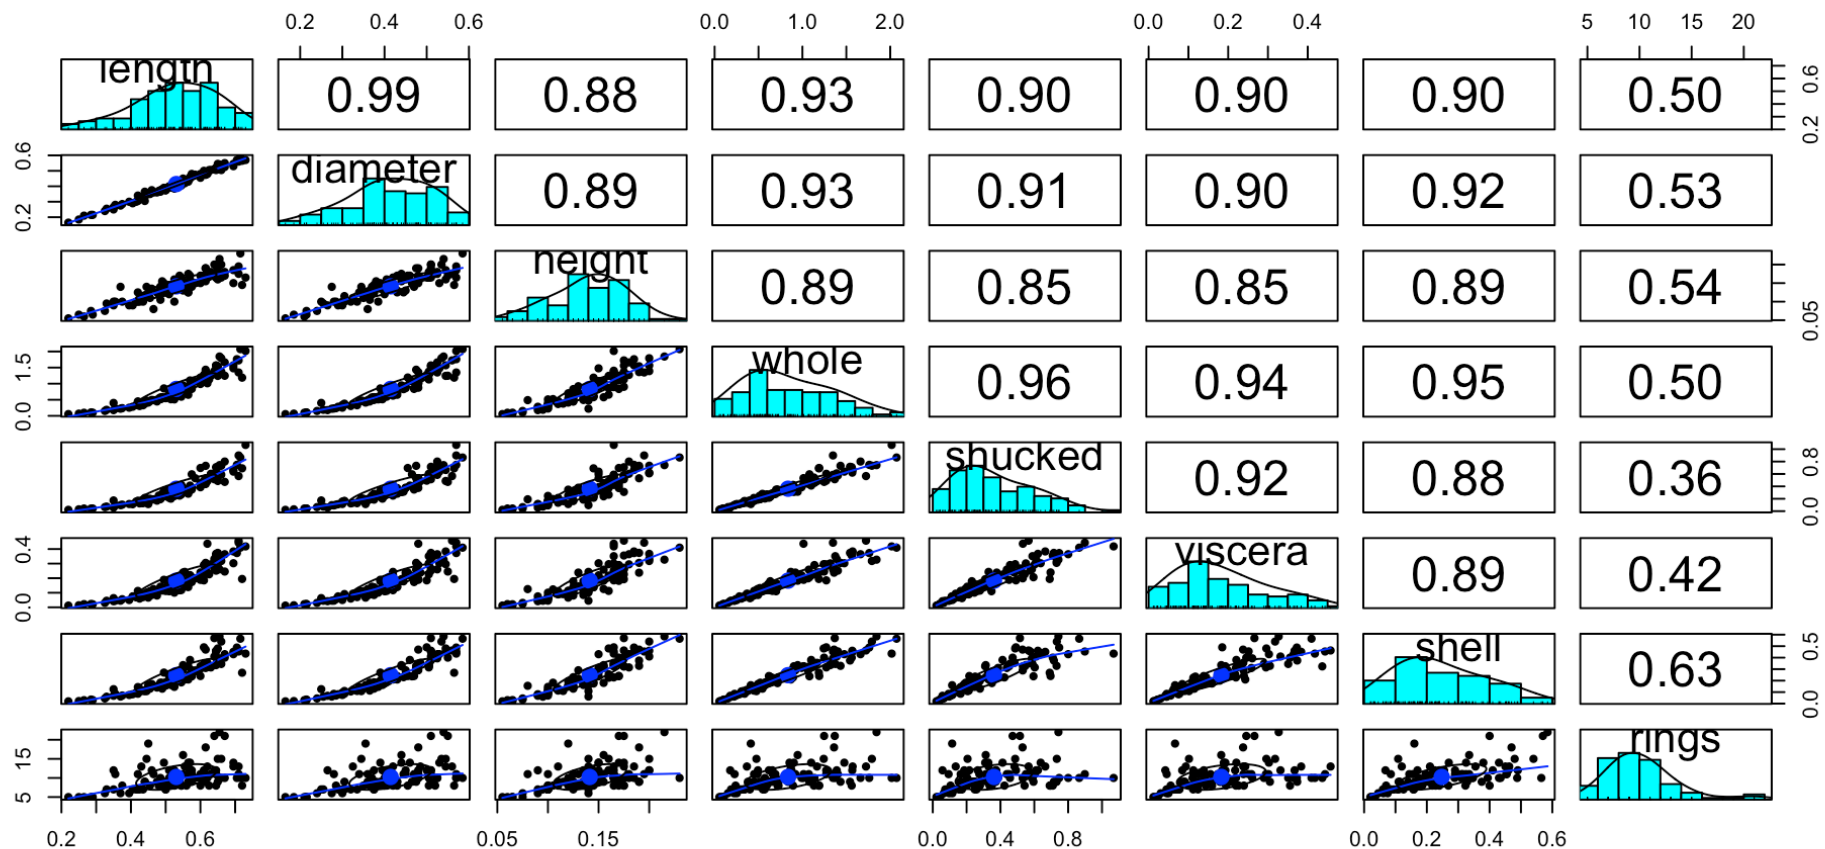 0.2 0.4 0.6 0.0 1.0 2.0 0.0 0.2 0.4 5 10 15 20
length 0.99 0.88 0.93 0.90 0.90 0.90 0.50 0.2 0.6
0.2 0.6 diameter 0.89 0.93 0.91 0.90 0.92 0.53
height 0.89 0.85 0.85 0.89 0.54 0.05
0.0 1.5 whole 0.96 0.94 0.95 0.50
shucked 0.92 0.88 0.36 0.0 0.8
0.0 0.4 viscera 0.89 0.42
shell 0.63 0.0 0.5
5 15 rings
0.2 0.4 0.6 0.05 0.15 0.0 0.4 0.8 0.0 0.2 0.4 0.6